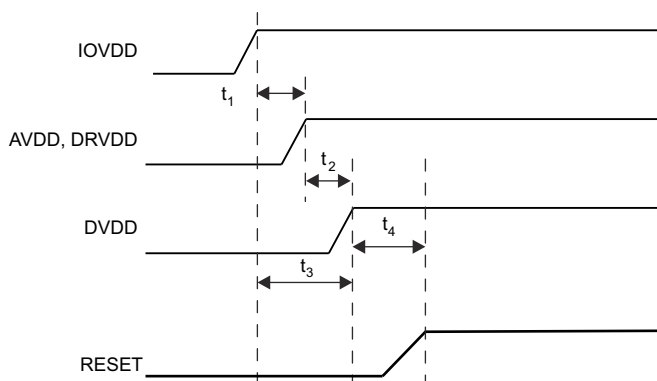 IOVDD
t1
AVDD, DRVDD
t2
DVDD
t4
t3
RESET